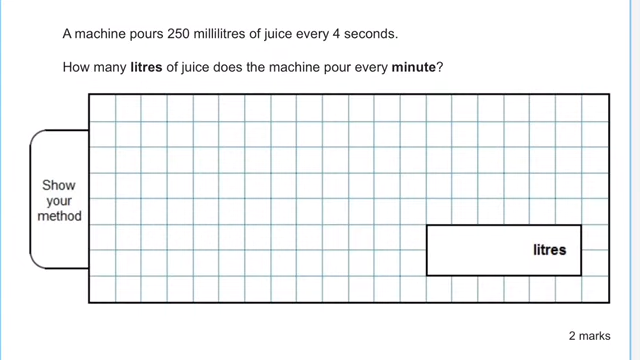 A machine pours 250 millilitres of juice every 4 seconds.
How many litres of juice does the machine pour every minute?
Show
your
method
litres
2 marks